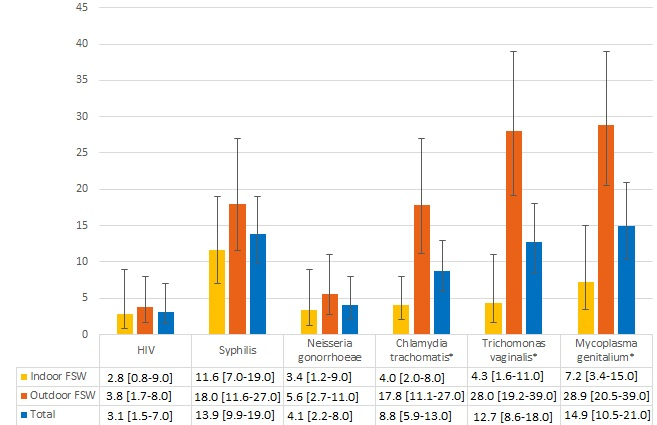 45
40
35
30
25
20
15
10
5
0
HIV
Syphilis
Neisseria gonorrhoeae
Chlamydia trachomatis*
Trichomonas vaginalis*
Mycoplasma genitalium*
Indoor FSW 2.8 [0.8-9.0] 11.6 [7.0-19.0] 3.4 [1.2-9.0] 4.0 [2.0-8.0] 4.3 [1.6-11.0] 7.2 [3.4-15.0]
Outdoor FSW 3.8 [1.7-8.0] 18.0 [11.6-27.0] 5.6 [2.7-11.0] 17.8 [11.1-27.0] 28.0 [19.2-39.0] 28.9 [20.5-39.0]
Total 3.1 [1.5-7.0] 13.9 [9.9-19.0] 4.1 [2.2-8.0] 8.8 [5.9-13.0] 12.7 [8.6-18.0] 14.9 [10.5-21.0]